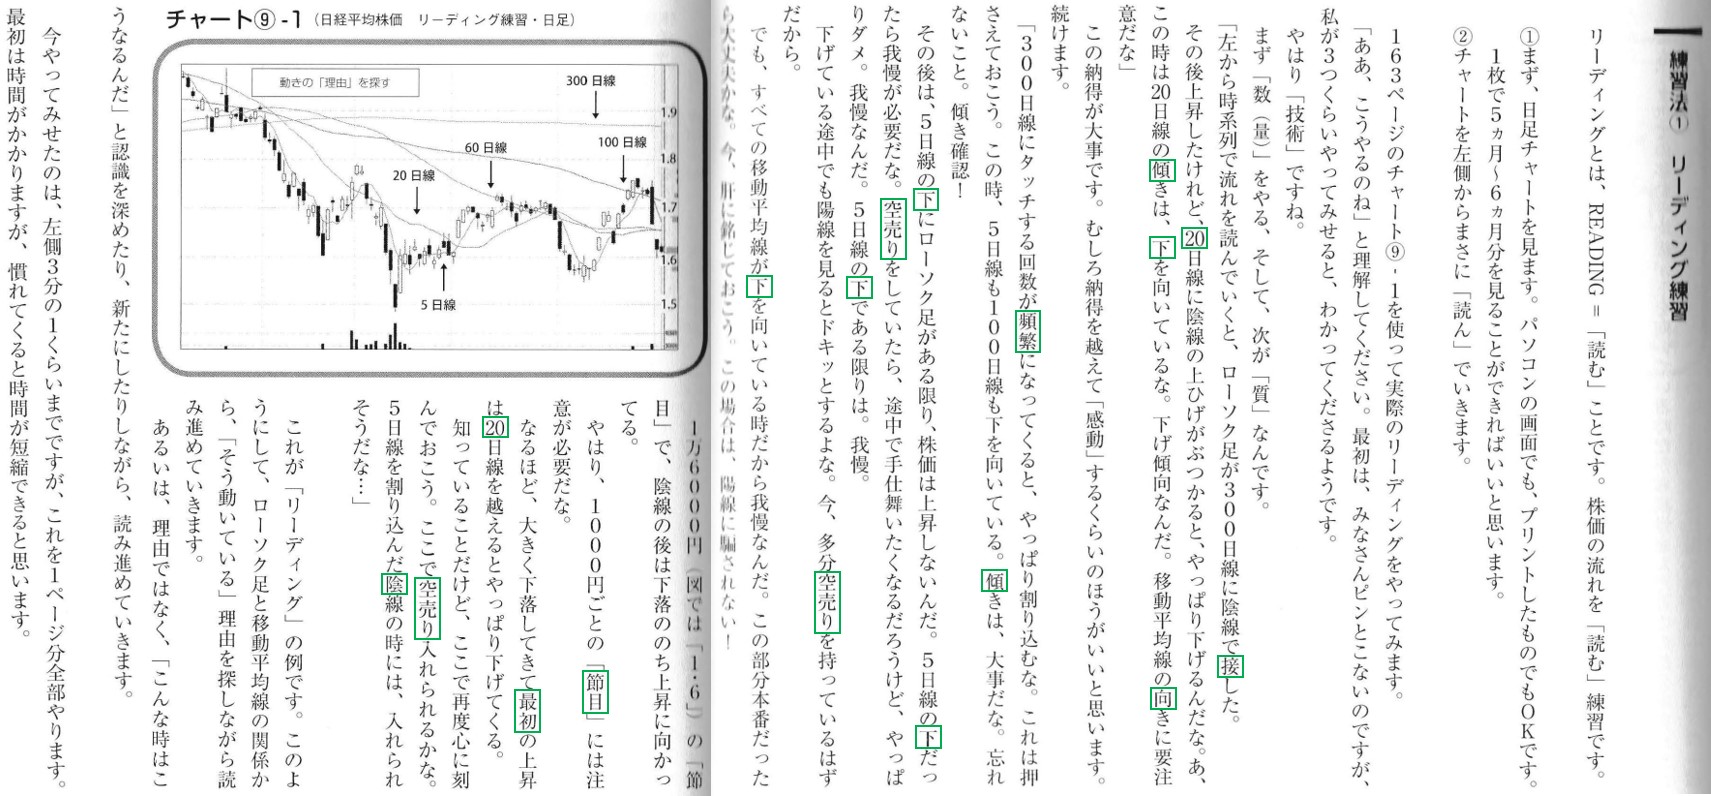 練習法① リーディング練習
リーディングとは、READING＝「読む」ことです。株価の流れを「読む」練習です。
①まず、日足チャートを見ます。パソコンの画面でも、プリントしたものでもOKです。
1枚で5ヵ月～6ヵ月分を見ることができればいいと思います。
②チャートを左側からまさに「読ん」でいきます。
163ページのチャート⑨-1を使って実際のリーディングをやってみます。
「ああ、こうやるのね」と理解してください。最初は、みなさんピンとこないのですが、
私が3つくらいやってみせると、わかってくださるようです。
やはり「技術」ですね。
まず「数（量）」をやる、そして、次が「質」なんです。
「左から時系列で流れを読んでいくと、ローソク足が300日線に陰線で接した。
その後上昇したけれど、20日線に陰線の上ひげがぶつかると、やっぱり下げるんだな。あ、
この時は20日線の傾きは、下を向いているな。下げ傾向なんだ。移動平均線の向きに要注
意だな」
この納得が大事です。むしろ納得を越えて「感動」するくらいのほうがいいと思います。
続けます。
「300日線にタッチする回数が頻繁になってくると、やっぱり割り込むな。これは押
さえておこう。この時、5日線も100日線も下を向いている。傾きは、大事だな。忘れ
ないこと。傾き確認！
その後は、5日線の下にローソク足がある限り、株価は上昇しないんだ。5日線の下だっ
たら我慢が必要だな。空売りをしていたら、途中で手仕舞いたくなるだろうけど、やっぱ
りダメ。我慢なんだ。5日線の下である限りは。我慢。
下げている途中でも陽線を見るとドキッとするよな。今、多分空売りを持っているはず
だから。
でも、すべての移動平均線が下を向いている時だから我慢なんだ。この部分本番だった
ら大丈夫かな。今、肝に銘じておこう。この場合は、陽線に騙されない！
チャート⑨-1（日経平均株価 リーディング練習・日足）
動きの「理由」を探す
300日線
100日線
60日線
20日線
5日線
1.9
1.8
1.7
1.6
1.5
1万6000円（図では「1.6」）の「節
目」で、陰線の後は下落ののち上昇に向かっ
てる。
やはり、1000円ごとの「節目」には注
意が必要だな。
なるほど、大きく下落してきて最初の上昇
は20日線を越えるとやっぱり下げてくる。
知っていることだけど、ここで再度心に刻
んでおこう。ここで空売り入れられるかな。
5日線を割り込んだ陰線の時には、入れられ
そうだな…」
これが「リーディング」の例です。このよ
うにして、ローソク足と移動平均線の関係か
ら、「そう動いている」理由を探しながら読
み進めていきます。
あるいは、理由ではなく、「こんな時はこ
うなるんだ」と認識を深めたり、新たにしたりしながら、読み進めていきます。
今やってみせたのは、左側3分の1くらいまでですが、これを1ページ分全部やります。
最初は時間がかかりますが、慣れてくると時間が短縮できると思います。